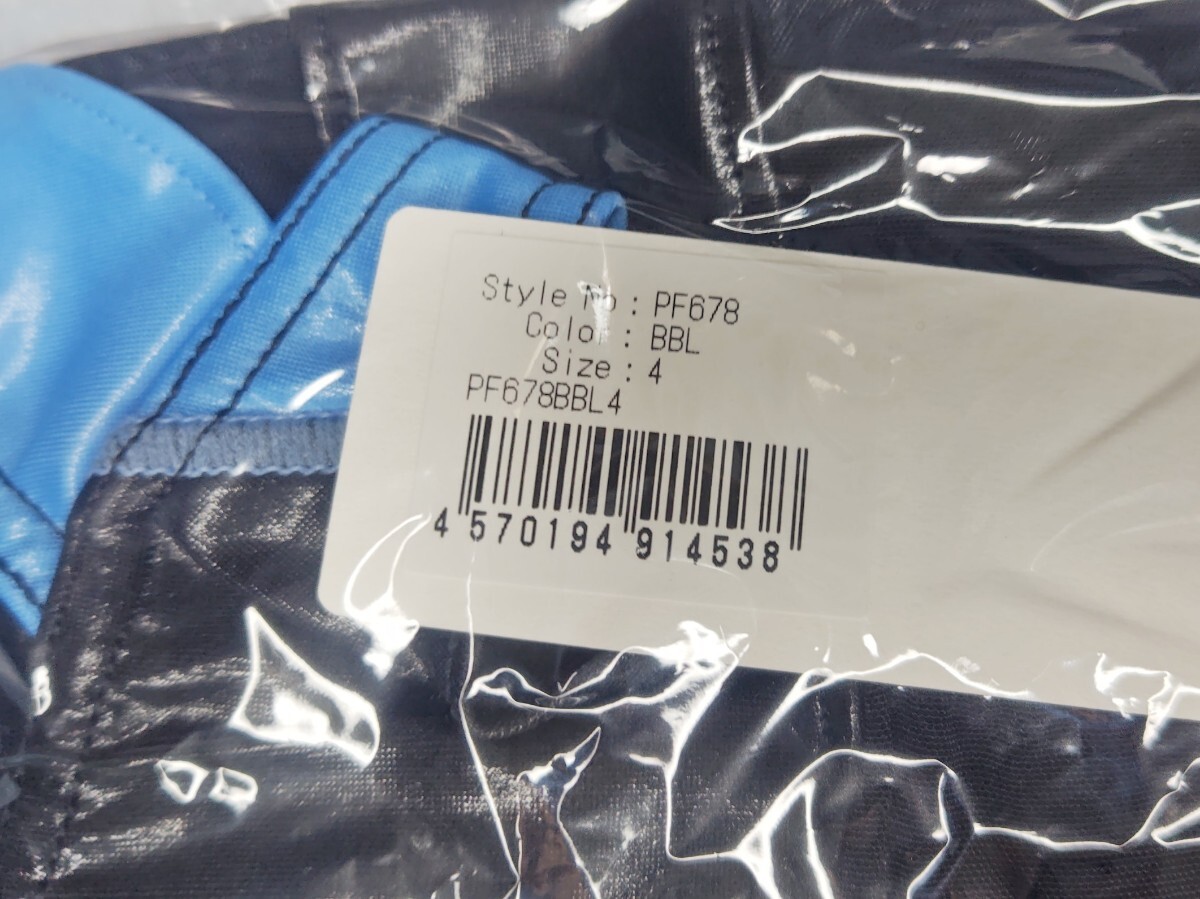 Style No : PF678
Color : BBL
Size : 4
PF678BBL4
4 570194 914538